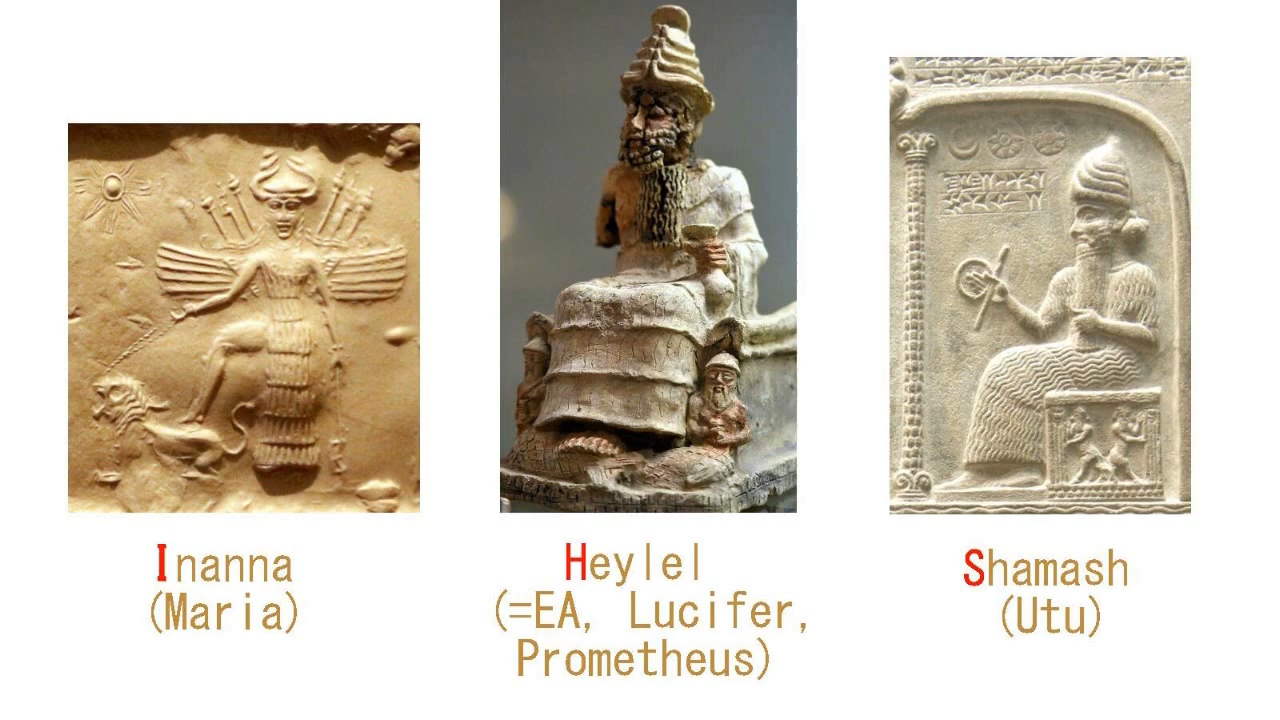 Inanna
(Maria)
Heylel
(=EA, Lucifer,
Prometheus)
Shamash
(Utu)